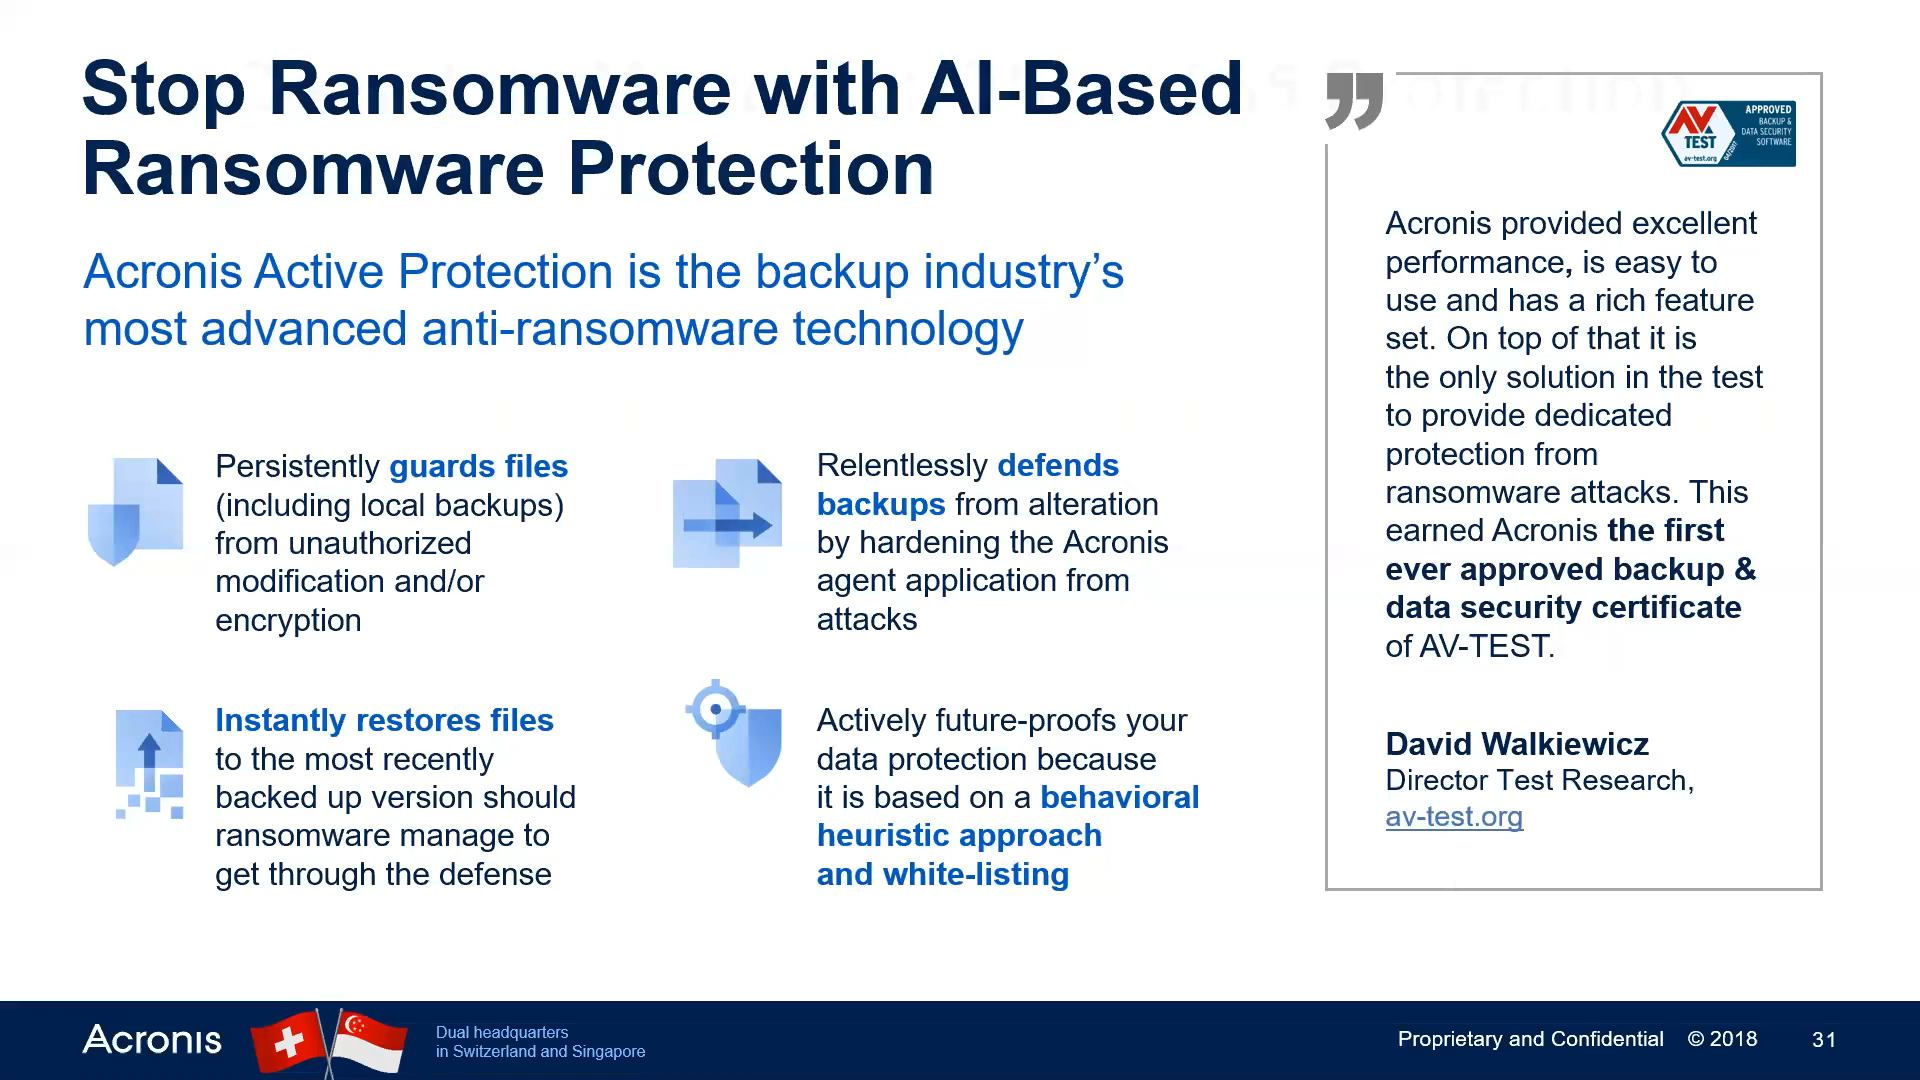 Stop Ransomware with AI-Based
Ransomware Protection
Acronis Active Protection is the backup industry’s
most advanced anti-ransomware technology
Persistently guards files
(including local backups)
from unauthorized
modification and/or
encryption
Relentlessly defends
backups from alteration
by hardening the Acronis
agent application from
attacks
Instantly restores files
to the most recently
backed up version should
ransomware manage to
get through the defense
Actively future-proofs your
data protection because
it is based on a behavioral
heuristic approach
and white-listing
AV
TEST
av-test.org
04/2017
APPROVED
BACKUP &
DATA SECURITY
SOFTWARE
Acronis provided excellent
performance, is easy to
use and has a rich feature
set. On top of that it is
the only solution in the test
to provide dedicated
protection from
ransomware attacks. This
earned Acronis the first
ever approved backup &
data security certificate
of AV-TEST.
David Walkiewicz
Director Test Research,
av-test.org
Acronis
Dual headquarters
in Switzerland and Singapore
Proprietary and Confidential © 2018 31